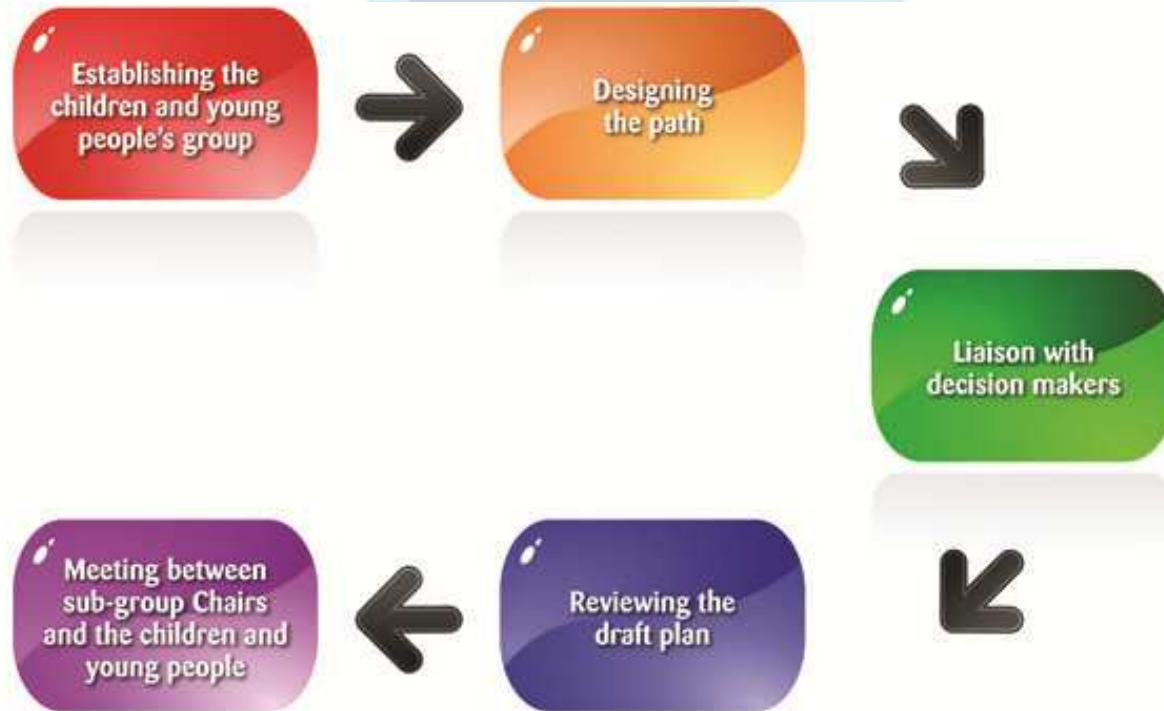 Establishing the
children and young
people's group
Designing
the path
Liaison with
decision makers
Reviewing the
draft plan
Meeting between
sub-group Chairs
and the children and
young people